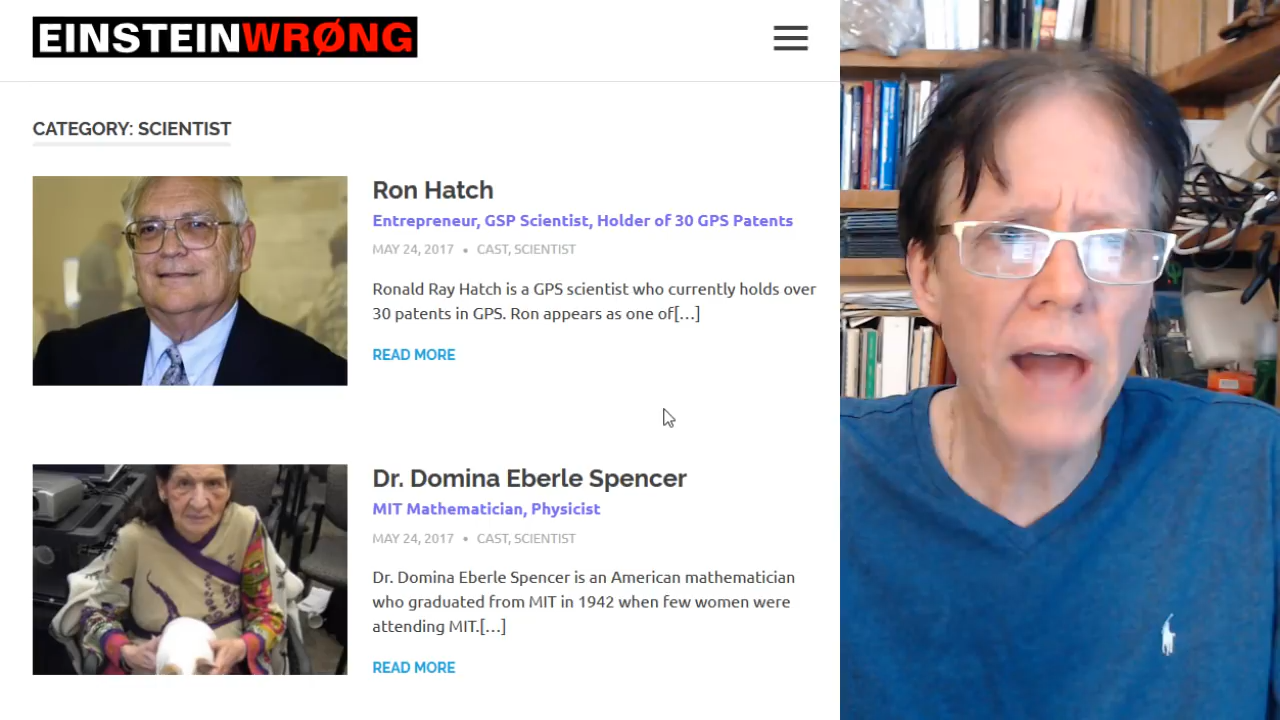 EINSTEINWRØNG
CATEGORY: SCIENTIST
Ron Hatch
Entrepreneur, GSP Scientist, Holder of 30 GPS Patents
MAY 24, 2017 • CAST, SCIENTIST
Ronald Ray Hatch is a GPS scientist who currently holds over
30 patents in GPS. Ron appears as one of[…]
READ MORE
Dr. Domina Eberle Spencer
MIT Mathematician, Physicist
MAY 24, 2017 • CAST, SCIENTIST
Dr. Domina Eberle Spencer is an American mathematician
who graduated from MIT in 1942 when few women were
attending MIT.[…]
READ MORE